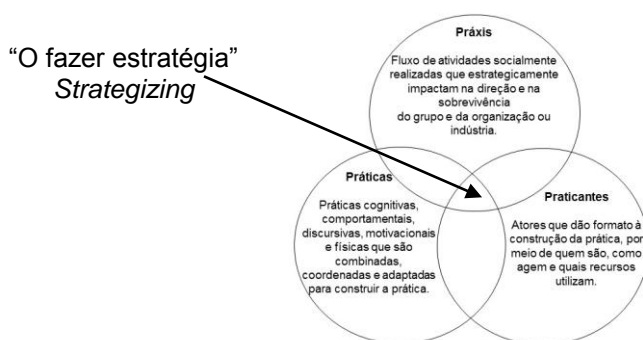 “O fazer estratégia”
Strategizing
Práxis
Fluxo de atividades socialmente
realizadas que estrategicamente
impactam na direção e na
sobrevivência
do grupo e da organização ou
indústria.
Práticas
Práticas cognitivas,
comportamentais,
discursivas, motivacionais
e físicas que são
combinadas,
coordenadas e adaptadas
para construir a prática.
Praticantes
Atores que dão formato à
construção da prática, por
meio de quem são, como
agem e quais recursos
utilizam.